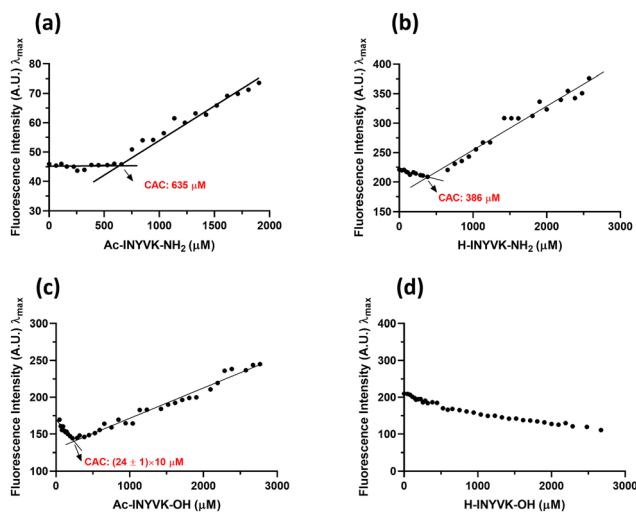 (a)
Fluorescence Intensity (A.U.) λmax
80
70
60
50
40
30
0
500
1000
1500
2000
CAC: 635 μM
Ac-INYVK-NH₂ (μM)
(b)
Fluorescence Intensity (A.U.) λmax
400
350
300
250
200
150
0
1000
2000
3000
CAC: 386 μM
H-INYVK-NH₂ (μM)
(c)
Fluorescence Intensity (A.U.) λmax
300
250
200
150
100
0
1000
2000
3000
CAC: (24 ± 1)×10 μM
Ac-INYVK-OH (μM)
(d)
Fluorescence Intensity (A.U.) λmax
400
300
200
100
0
0
1000
2000
3000
H-INYVK-OH (μM)